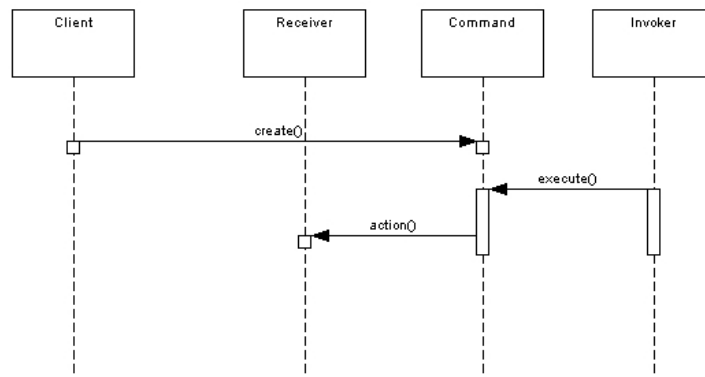 Client
Receiver
Command
Invoker
create()
execute()
action()